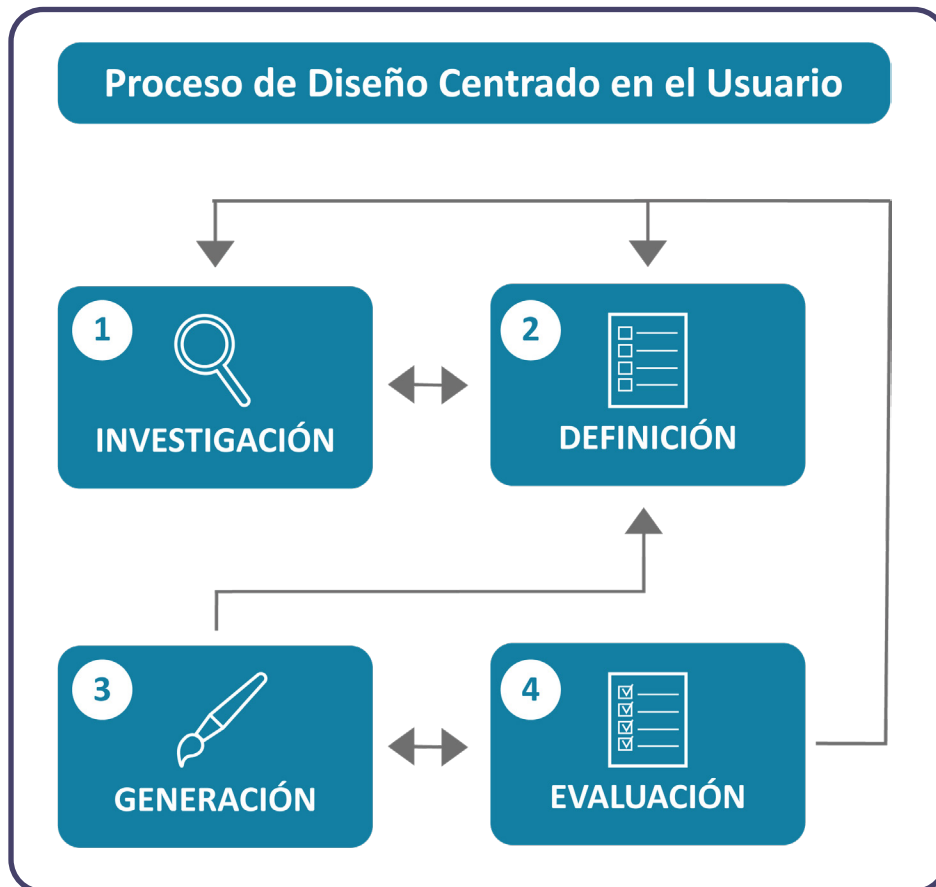 Proceso de Diseño Centrado en el Usuario
1
INVESTIGACIÓN
2
DEFINICIÓN
3
GENERACIÓN
4
EVALUACIÓN